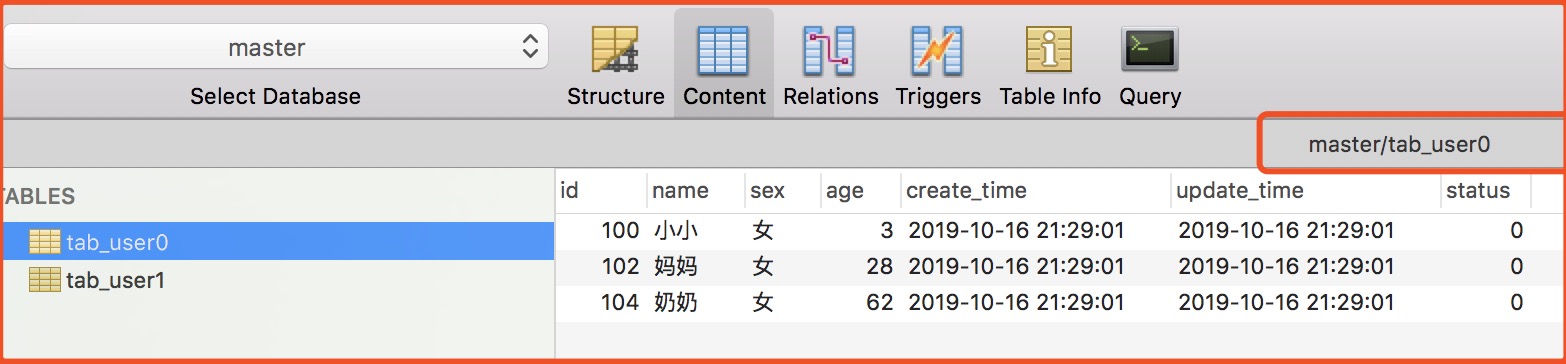 master
Select Database
Structure Content Relations Triggers Table Info Query
master/tab_user0
TABLES
tab_user0
tab_user1
id name sex age create_time update_time status
100 小小 女 3 2019-10-16 21:29:01 2019-10-16 21:29:01 0
102 妈妈 女 28 2019-10-16 21:29:01 2019-10-16 21:29:01 0
104 奶奶 女 62 2019-10-16 21:29:01 2019-10-16 21:29:01 0